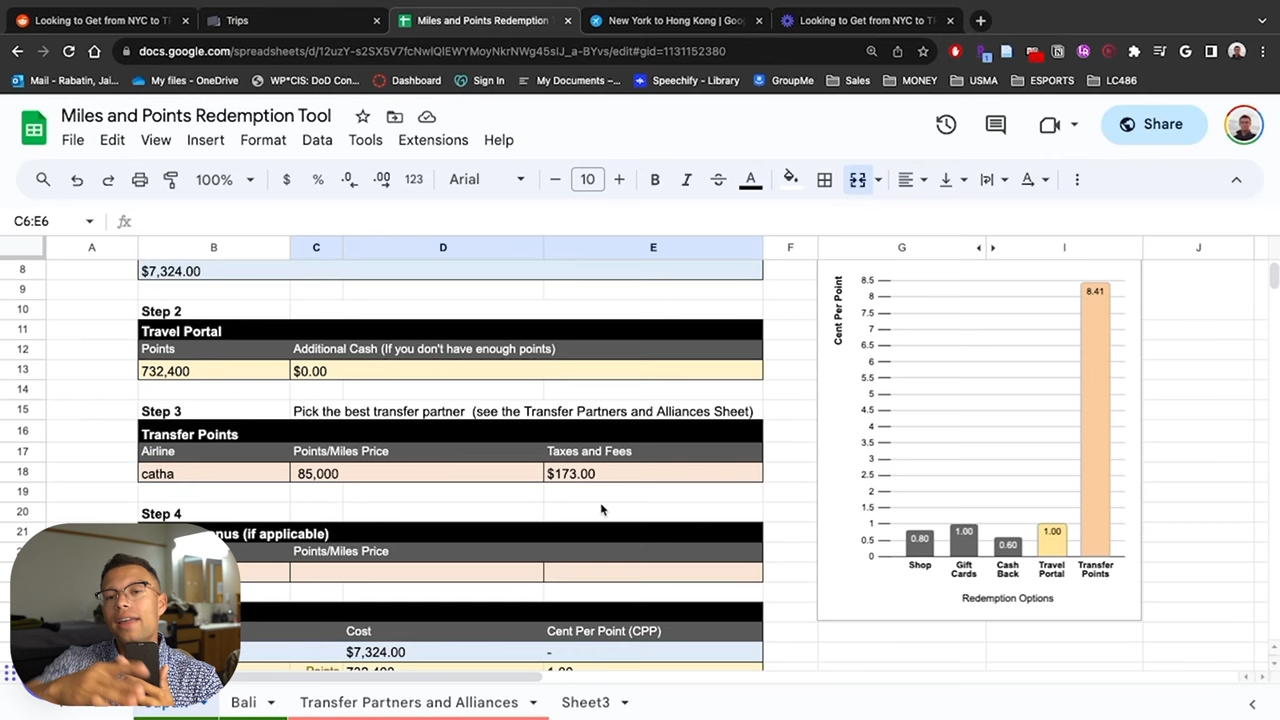 Looking to Get from NYC to T
Trips
Miles and Points Redemption
New York to Hong Kong | Goo
Looking to Get from NYC to T
docs.google.com/spreadsheets/d/12uzY-s2SX5V7fcNwIQIEWYMoyNkrNWg45sIJ_a-BYvs/edit#gid=1131152380
Mail - Rabatin, Jai...
My files - OneDrive
WP*CIS: DoD Con...
Dashboard
Sign In
My Documents –...
Speechify - Library
GroupMe
Sales
MONEY
USMA
ESPORTS
LC486
Miles and Points Redemption Tool
File Edit View Insert Format Data Tools Extensions Help
Share
100% $ % .0 .00 123 Arial 10 B I A
C6:E6 fx
A B C D E F G I J
8 $7,324.00
9
10 Step 2
11 Travel Portal
12 Points Additional Cash (If you don't have enough points)
13 732,400 $0.00
14
15 Step 3 Pick the best transfer partner (see the Transfer Partners and Alliances Sheet)
16 Transfer Points
17 Airline Points/Miles Price Taxes and Fees
18 catha 85,000 $173.00
19
20 Step 4
21 onus (if applicable)
Points/Miles Price
Cost Cent Per Point (CPP)
$7,324.00 -
Cent Per Point
8.5
8
7.5
7
6.5
6
5.5
5
4.5
4
3.5
3
2.5
2
1.5
1
0.5
0
0.80
1.00
0.60
1.00
8.41
Shop
Gift Cards
Cash Back
Travel Portal
Transfer Points
Redemption Options
Bali
Transfer Partners and Alliances
Sheet3